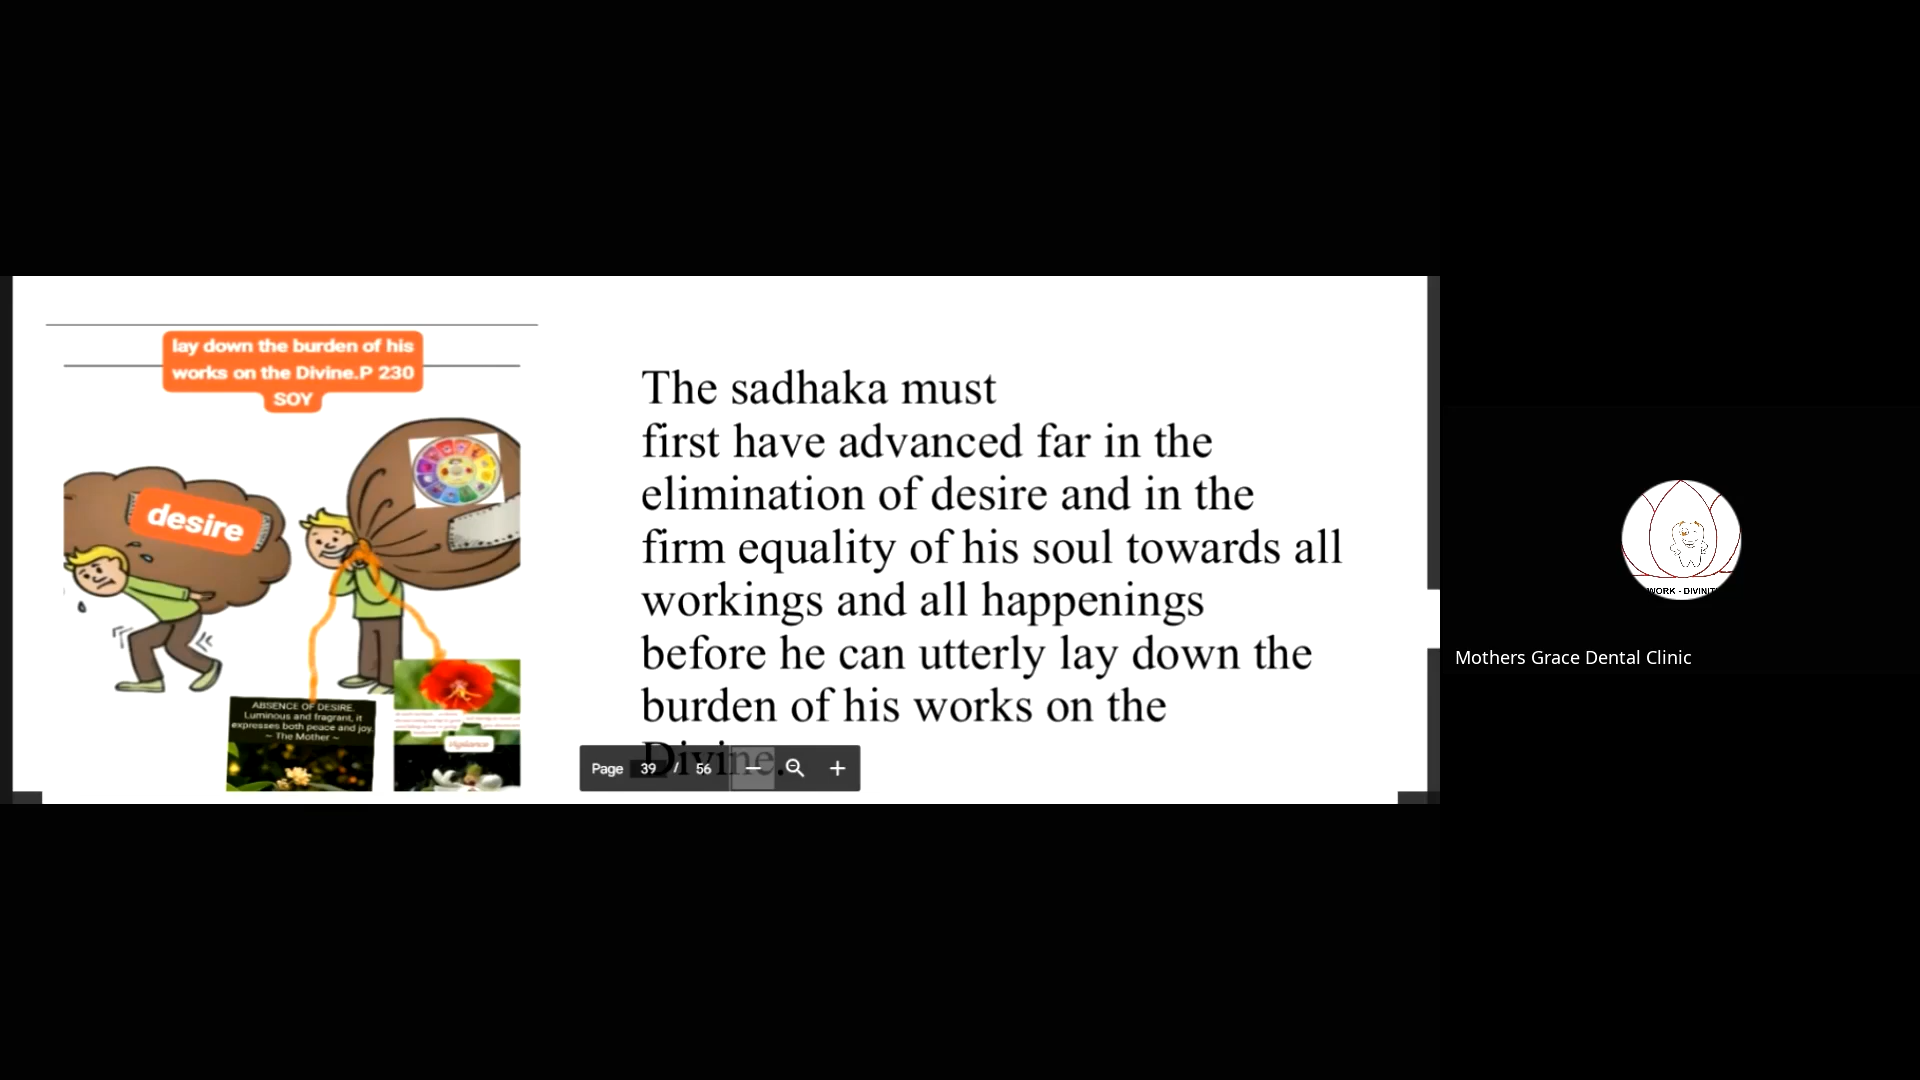 lay down the burden of his
works on the Divine.P 230
SOY
desire
ABSENCE OF DESIRE.
Luminous and fragrant, it
expresses both peace and joy.
~ The Mother ~
Vigilance
The sadhaka must
first have advanced far in the
elimination of desire and in the
firm equality of his soul towards all
workings and all happenings
before he can utterly lay down the
burden of his works on the
Divine.
Page 39 / 56
WORK - DIVINIT
Mothers Grace Dental Clinic